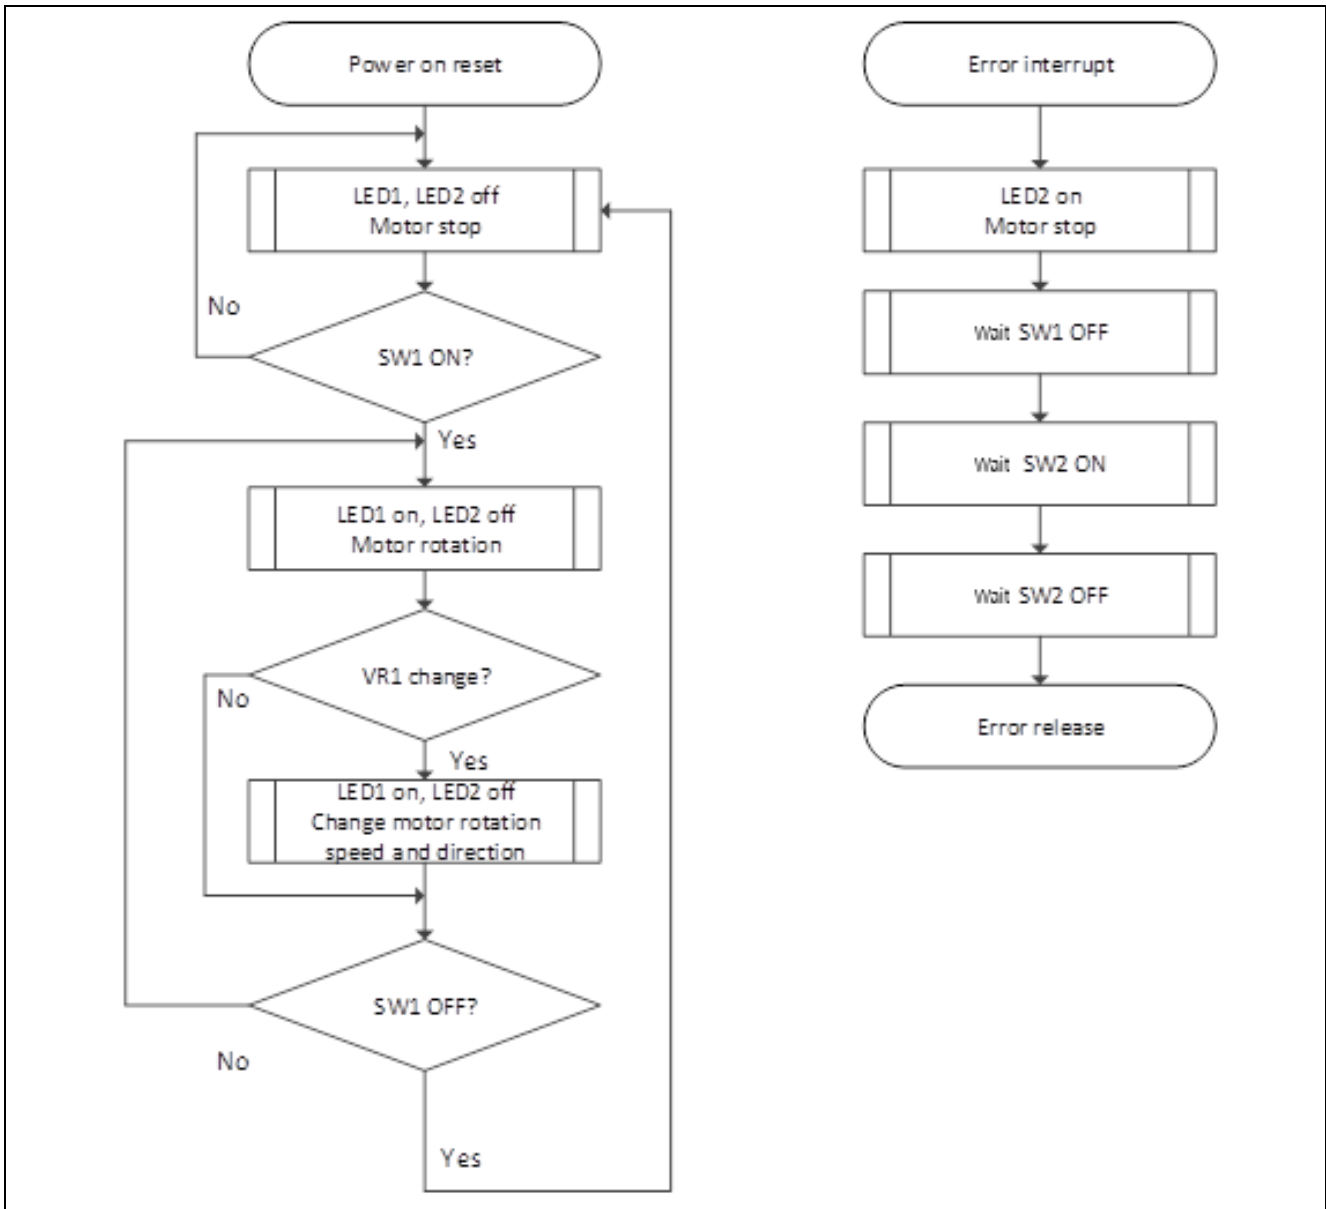 Power on reset
LED1, LED2 off
Motor stop
No
SW1 ON?
Yes
LED1 on, LED2 off
Motor rotation
VR1 change?
No
Yes
LED1 on, LED2 off
Change motor rotation
speed and direction
SW1 OFF?
No
Yes
Error interrupt
LED2 on
Motor stop
Wait SW1 OFF
Wait SW2 ON
Wait SW2 OFF
Error release